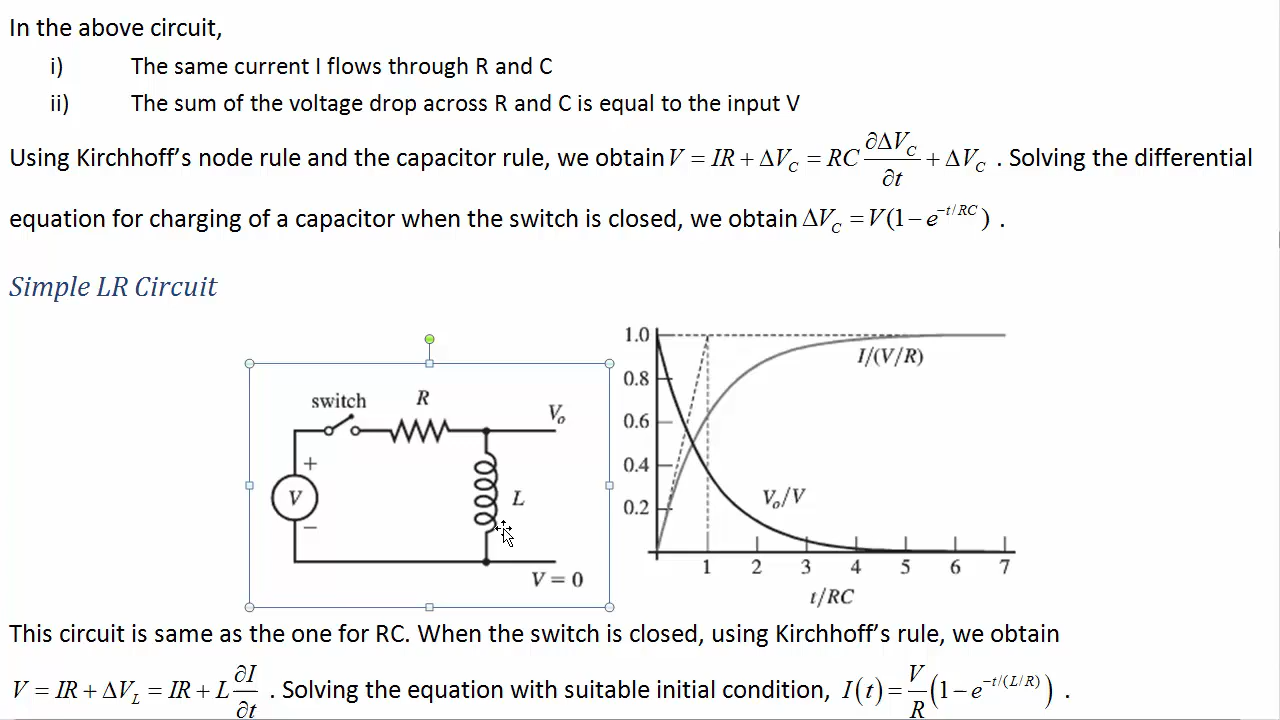 In the above circuit,
i) The same current I flows through R and C
ii) The sum of the voltage drop across R and C is equal to the input V
Using Kirchhoff’s node rule and the capacitor rule, we obtain V = IR + ΔV_C = RC ∂ΔV_C/∂t + ΔV_C . Solving the differential
equation for charging of a capacitor when the switch is closed, we obtain ΔV_C = V(1 − e^{−t/RC}) .
Simple LR Circuit
switch R V_o
+
V
−
L
V = 0
1.0
0.8
0.6
0.4
0.2
I/(V/R)
V_o/V
1 2 3 4 5 6 7
t/RC
This circuit is same as the one for RC. When the switch is closed, using Kirchhoff’s rule, we obtain
V = IR + ΔV_L = IR + L ∂I/∂t . Solving the equation with suitable initial condition, I(t) = V/R (1 − e^{−t/(L/R)}) .